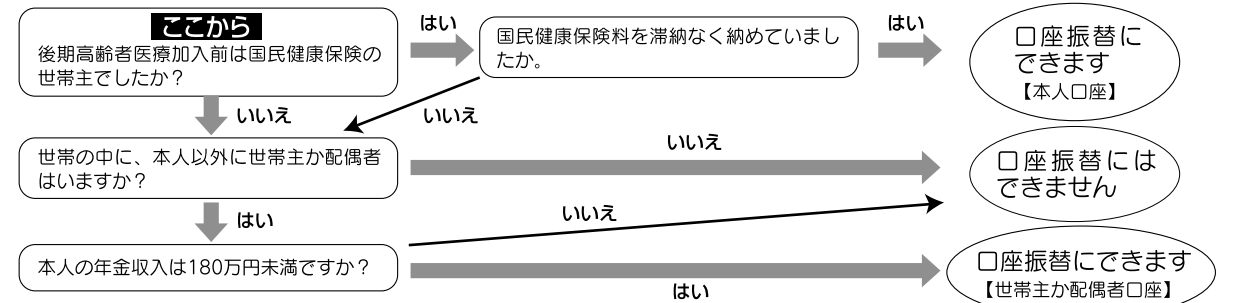 ここから
後期高齢者医療加入前は国民健康保険の
世帯主でしたか？
はい
国民健康保険料を滞納なく納めていまし
たか。
はい
口座振替に
できます
【本人口座】
いいえ
いいえ
世帯の中に、本人以外に世帯主か配偶者
はいますか？
いいえ
口座振替には
できません
はい
いいえ
本人の年金収入は180万円未満ですか？
はい
口座振替にできます
【世帯主か配偶者口座】